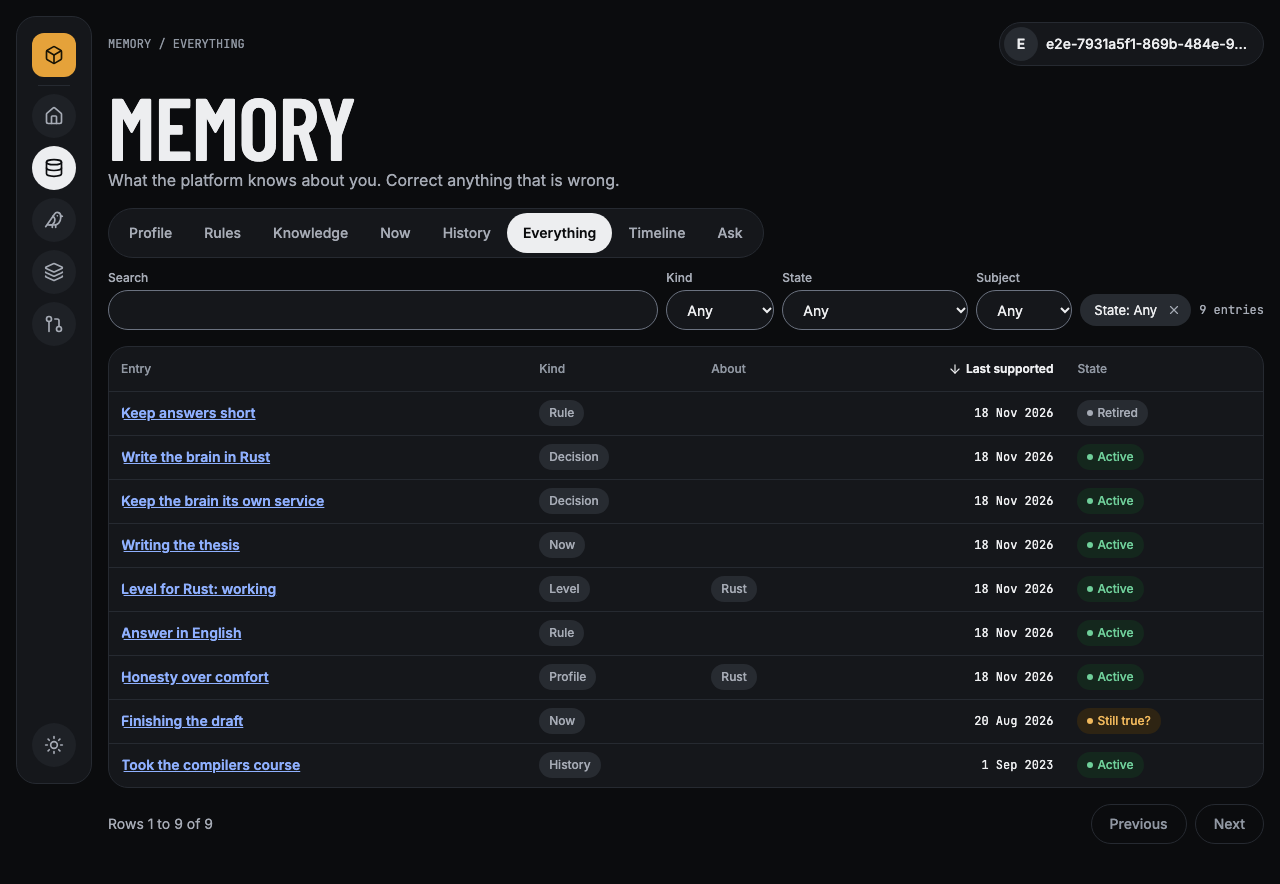 MEMORY / EVERYTHING
E e2e-7931a5f1-869b-484e-9...
MEMORY
What the platform knows about you. Correct anything that is wrong.
Profile Rules Knowledge Now History Everything Timeline Ask
Search Kind State Subject
Any Any Any State: Any × 9 entries
Entry Kind About ↓ Last supported State
Keep answers short Rule 18 Nov 2026 Retired
Write the brain in Rust Decision 18 Nov 2026 Active
Keep the brain its own service Decision 18 Nov 2026 Active
Writing the thesis Now 18 Nov 2026 Active
Level for Rust: working Level Rust 18 Nov 2026 Active
Answer in English Rule 18 Nov 2026 Active
Honesty over comfort Profile Rust 18 Nov 2026 Active
Finishing the draft Now 20 Aug 2026 Still true?
Took the compilers course History 1 Sep 2023 Active
Rows 1 to 9 of 9 Previous Next